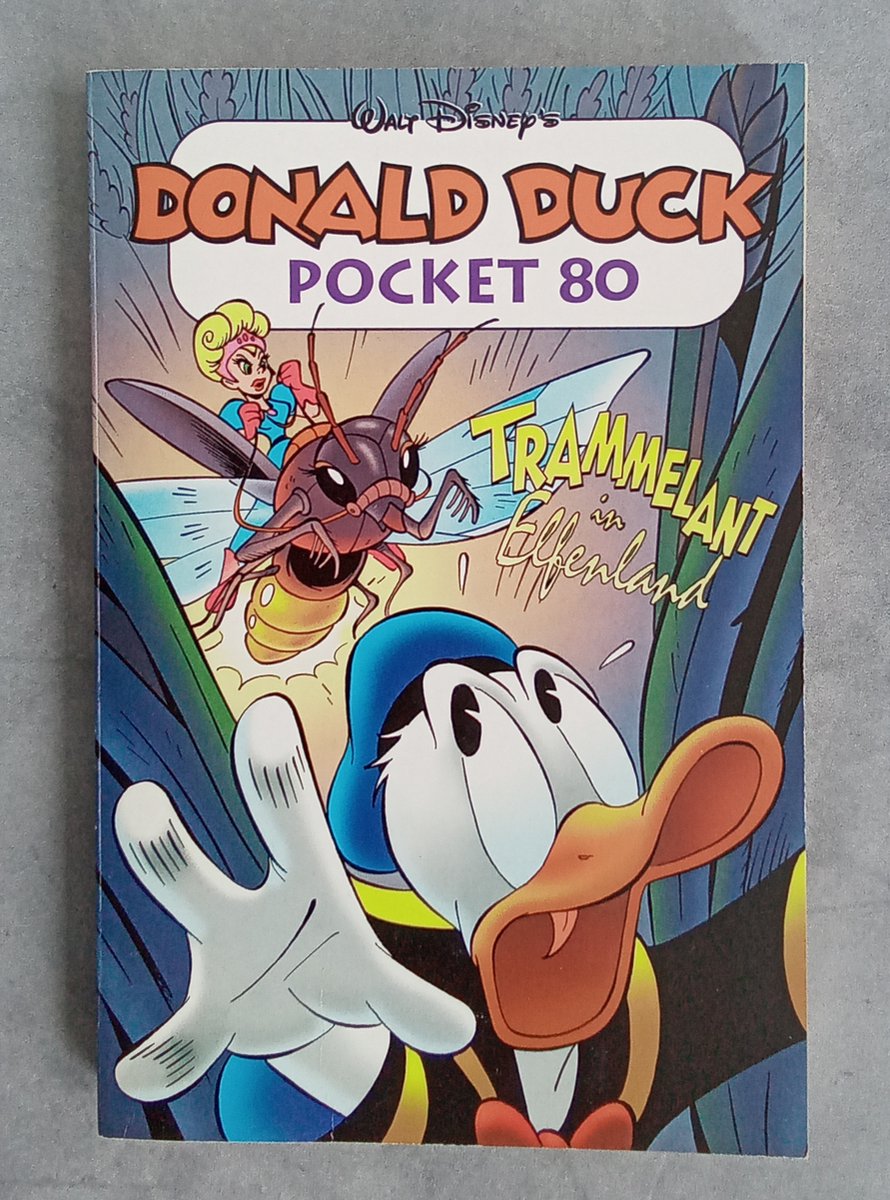 WALT DISNEY'S
DONALD DUCK
POCKET 80
TRAMMELANT
in
Elfenland